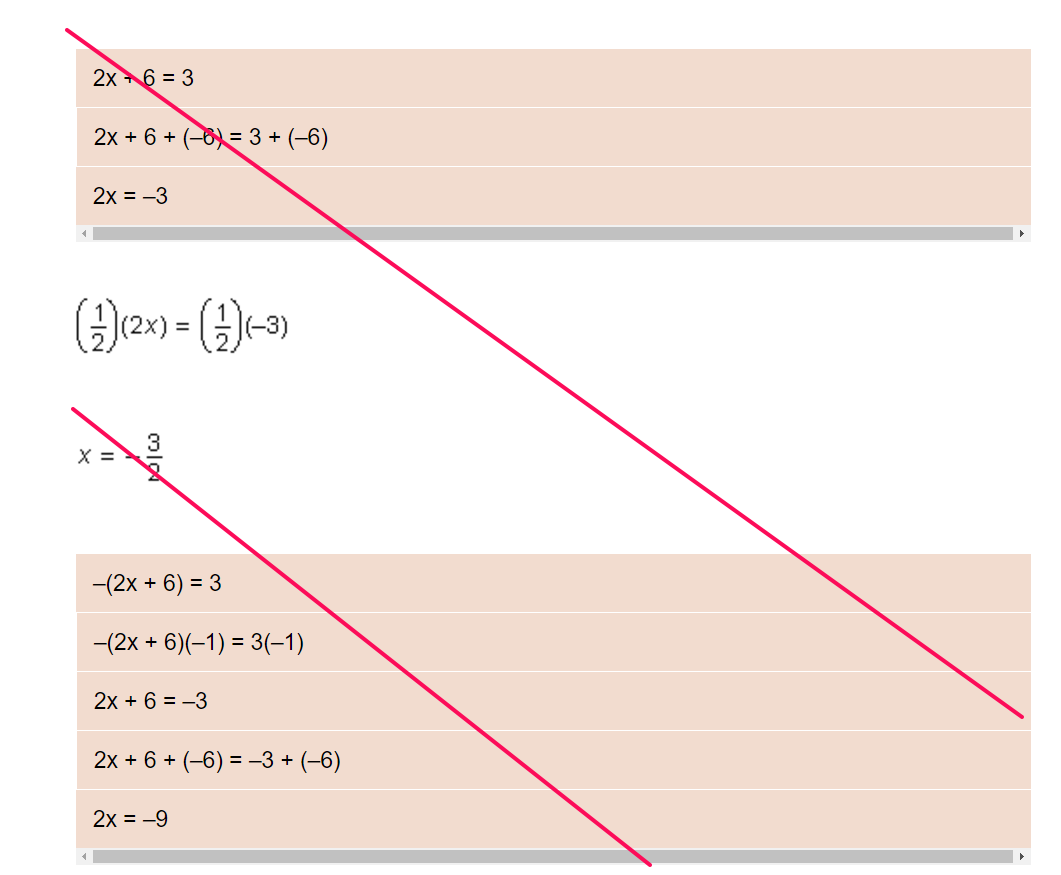 2x + 6 = 3
2x + 6 + (–6) = 3 + (–6)
2x = –3
(1/2)(2x) = (1/2)(–3)
x = -3/2
–(2x + 6) = 3
–(2x + 6)(–1) = 3(–1)
2x + 6 = –3
2x + 6 + (–6) = –3 + (–6)
2x = –9